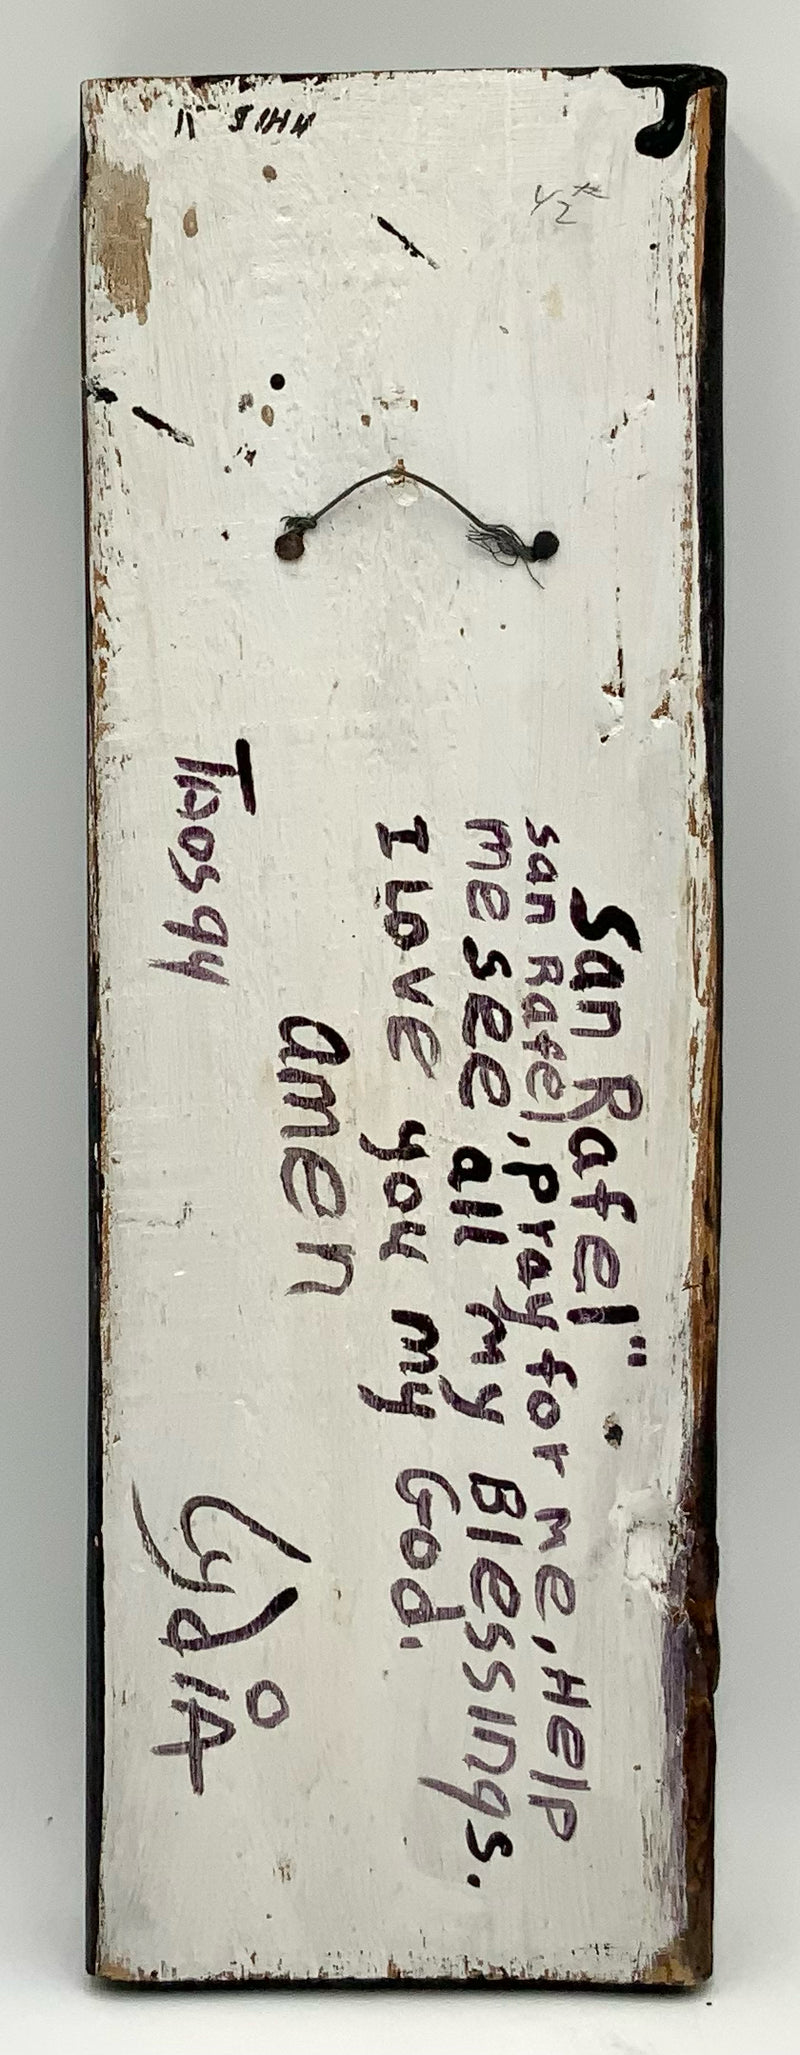 San Rafel"
san Rafel, Pray for me, Help
me see all my Blessings.
I Love you my God.
amen
Lydia